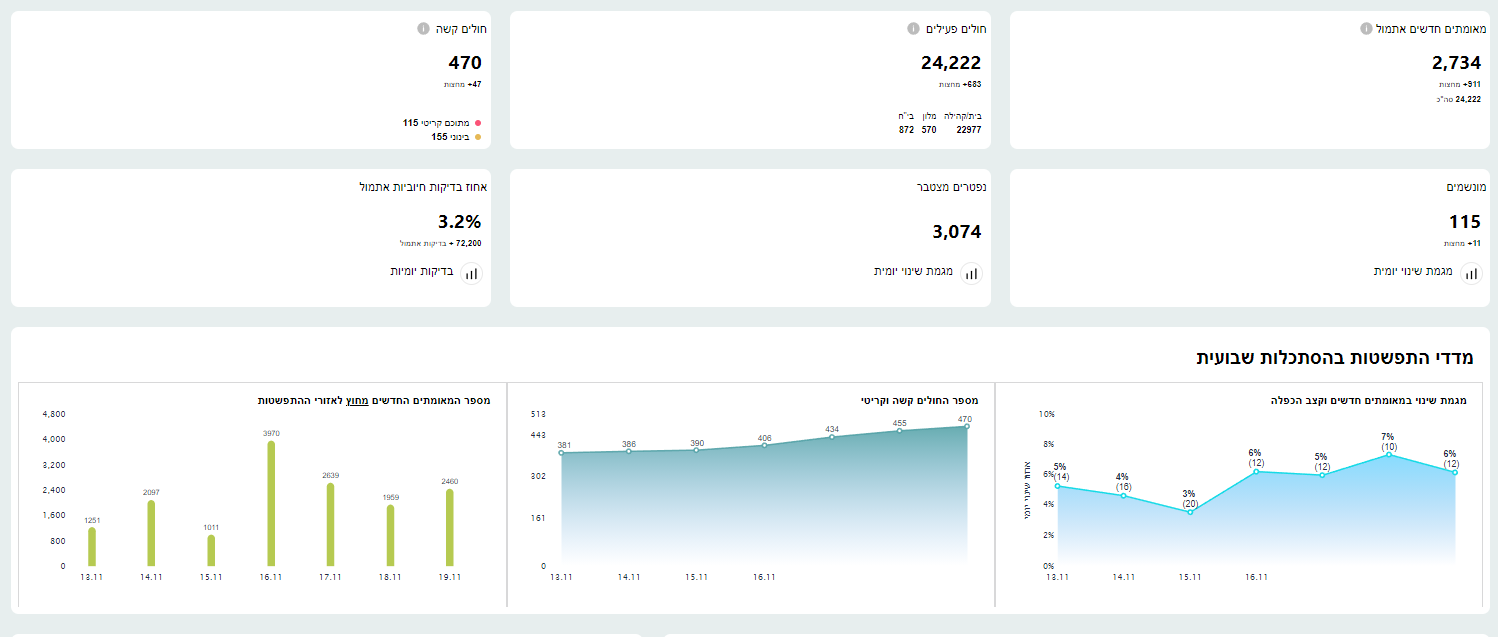 מאומתים חדשים אתמול
2,734
+911 מחצות
24,222 סה"כ
חולים פעילים
24,222
+683 מחצות
בית/קהילה מלון בי"ח
22977 570 872
חולים קשה
470
+47 מחצות
מתוכם קריטי 115
בינוני 155
מונשמים
115
+11 מחצות
מגמת שינוי יומית
נפטרים מצטבר
3,074
מגמת שינוי יומית
אחוז בדיקות חיוביות אתמול
3.2%
72,200 + בדיקות אתמול
בדיקות יומיות
מדדי התפשטות בהסתכלות שבועית
מגמת שינוי במאומתים חדשים וקצב הכפלה
10%
8%
6%
4%
2%
0%
אחוז שינוי יומי
5%
(14)
4%
(16)
3%
(20)
6%
(12)
5%
(12)
7%
(10)
6%
(12)
13.11 14.11 15.11 16.11
מספר החולים קשה וקריטי
513
443
302
161
0
381 386 390 406 434 455 470
13.11 14.11 15.11 16.11
מספר המאומתים החדשים מחוץ לאזורי ההתפשטות
4,800
4,000
3,200
2,400
1,600
800
0
1251 2097 1011 3970 2639 1959 2460
13.11 14.11 15.11 16.11 17.11 18.11 19.11